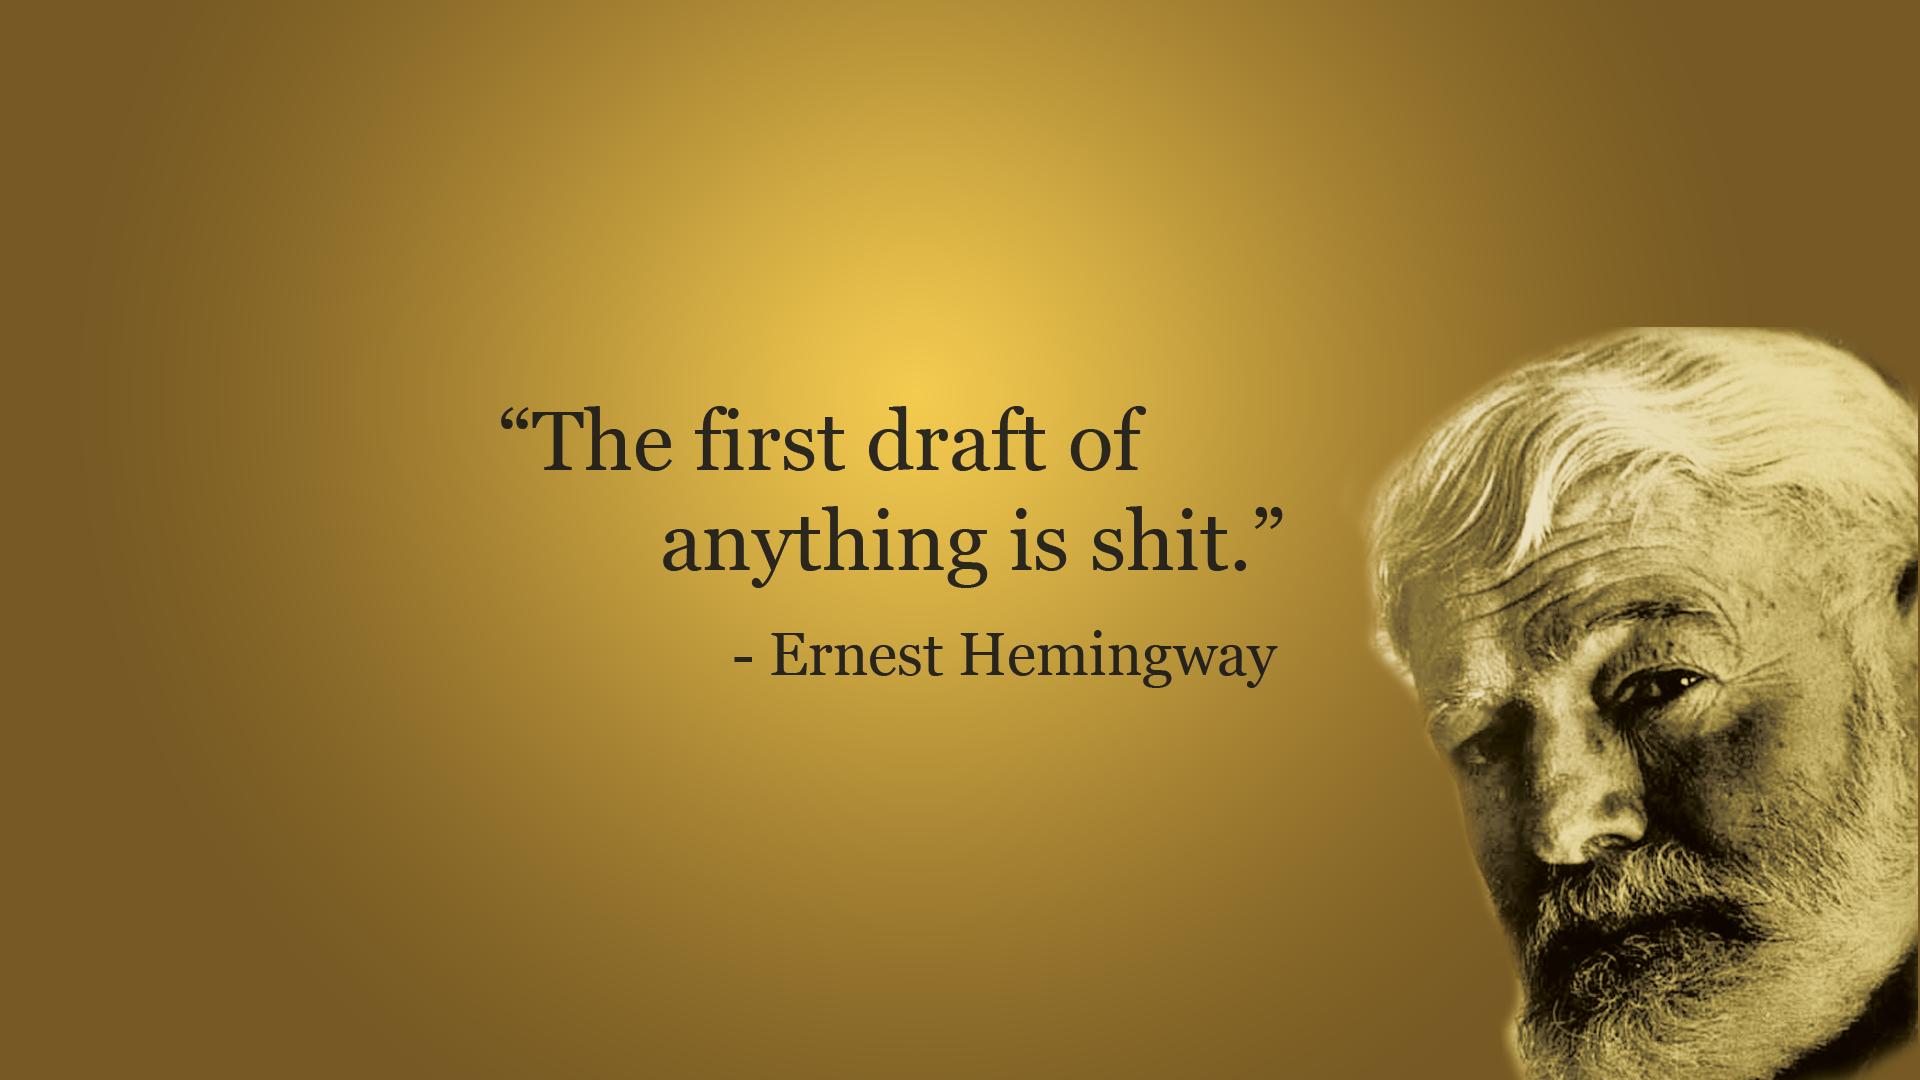 “The first draft of
anything is shit.”
- Ernest Hemingway